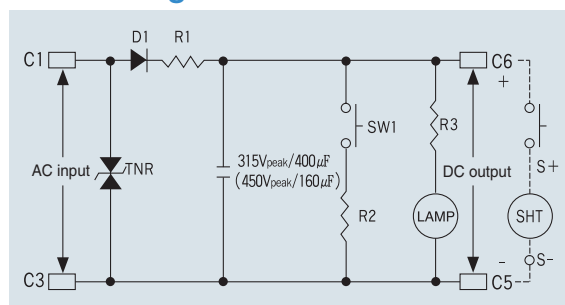 D1 R1
C1 C6
+
SW1 R3
S+
AC input TNR 315Vpeak/400μF DC output
(450Vpeak/160μF)
R2 LAMP SHT
-
S-
C3 C5